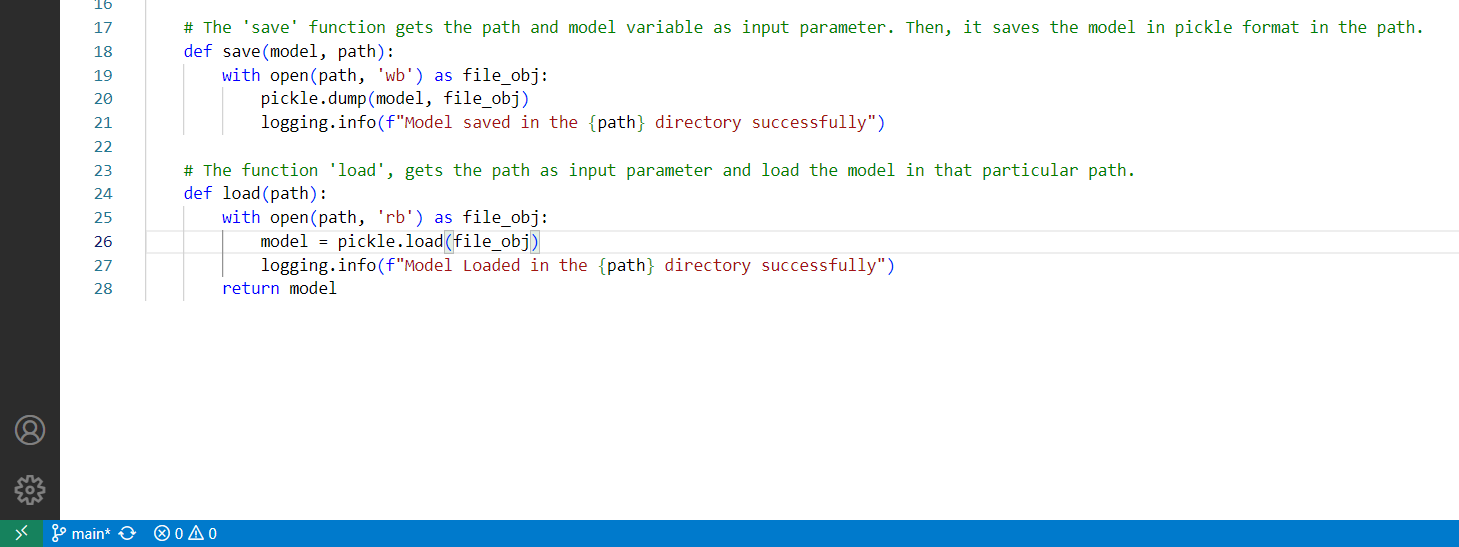 16
17 # The 'save' function gets the path and model variable as input parameter. Then, it saves the model in pickle format in the path.
18 def save(model, path):
19 with open(path, 'wb') as file_obj:
20 pickle.dump(model, file_obj)
21 logging.info(f"Model saved in the {path} directory successfully")
22
23 # The function 'load', gets the path as input parameter and load the model in that particular path.
24 def load(path):
25 with open(path, 'rb') as file_obj:
26 model = pickle.load(file_obj)
27 logging.info(f"Model Loaded in the {path} directory successfully")
28 return model
main* 0 0